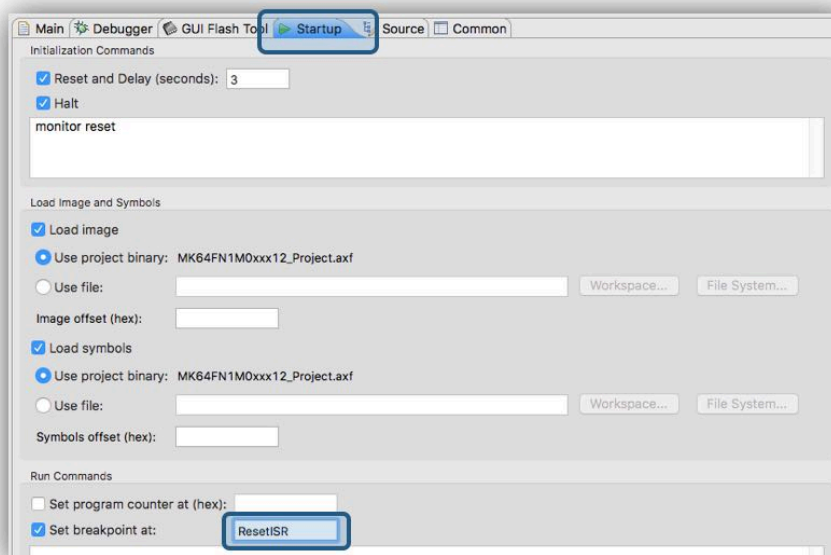 Main Debugger GUI Flash Tool Startup Source Common
Initialization Commands
Reset and Delay (seconds): 3
Halt
monitor reset
Load Image and Symbols
Load image
Use project binary: MK64FN1M0xxx12_Project.axf
Use file: Workspace... File System...
Image offset (hex):
Load symbols
Use project binary: MK64FN1M0xxx12_Project.axf
Use file: Workspace... File System...
Symbols offset (hex):
Run Commands
Set program counter at (hex):
Set breakpoint at: ResetISR